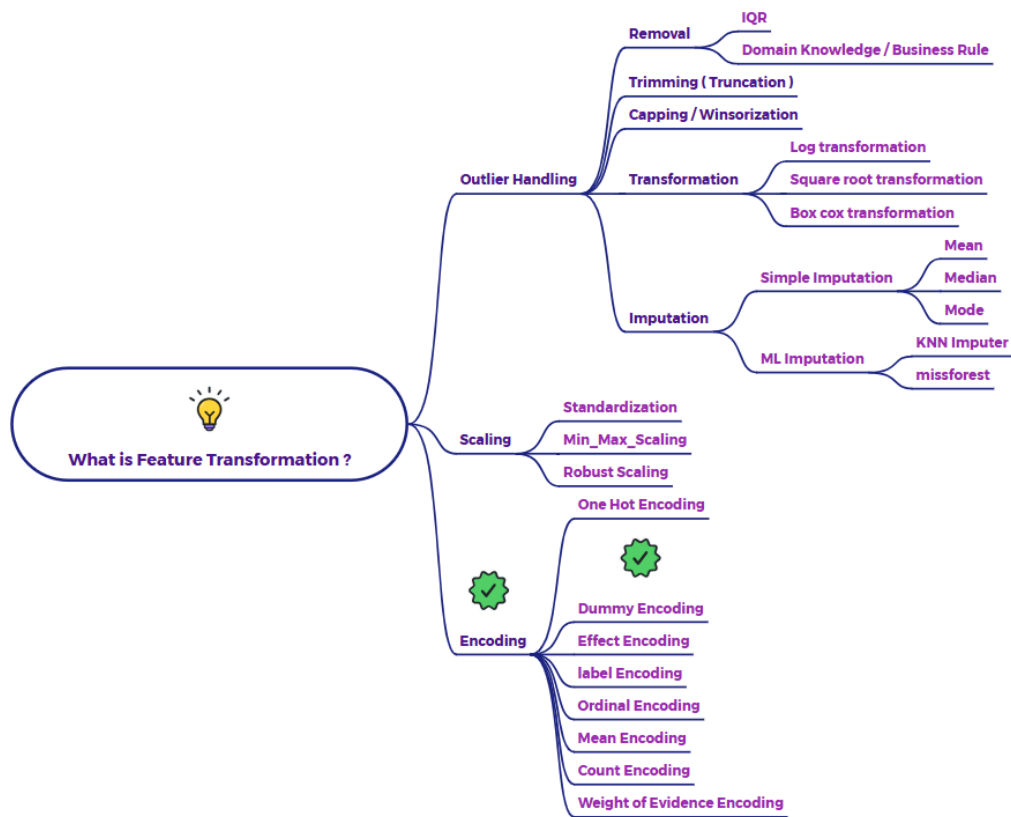 What is Feature Transformation ?
Outlier Handling
Removal
IQR
Domain Knowledge / Business Rule
Trimming ( Truncation )
Capping / Winsorization
Transformation
Log transformation
Square root transformation
Box cox transformation
Imputation
Simple Imputation
Mean
Median
Mode
ML Imputation
KNN Imputer
missforest
Scaling
Standardization
Min_Max_Scaling
Robust Scaling
Encoding
One Hot Encoding
Dummy Encoding
Effect Encoding
label Encoding
Ordinal Encoding
Mean Encoding
Count Encoding
Weight of Evidence Encoding